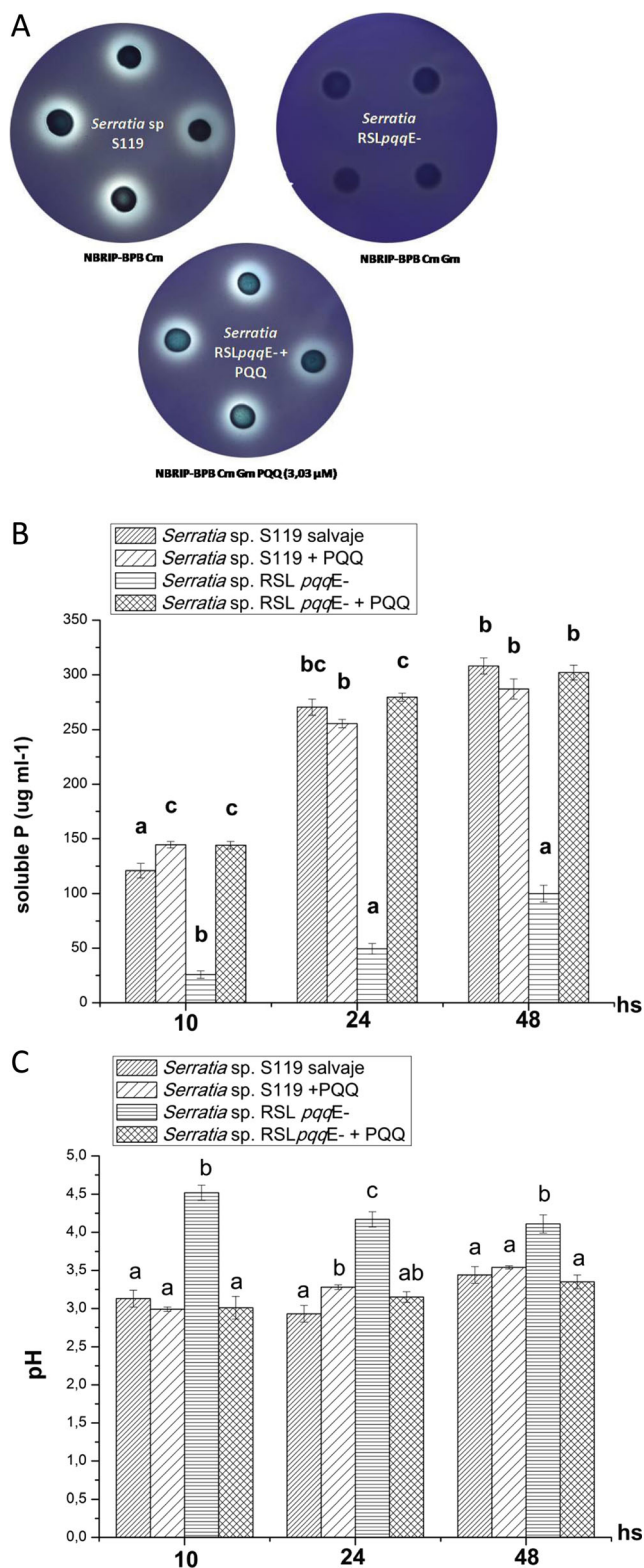 A
Serratia sp
S119
NBRIP-BPB Cm
Serratia
RSLpqqE-
NBRIP-BPB Cm Gm
Serratia
RSLpqqE- +
PQQ
NBRIP-BPB Cm Gm PQQ (3,03 µM)
B
Serratia sp. S119 salvaje
Serratia sp. S119 + PQQ
Serratia sp. RSL pqqE-
Serratia sp. RSL pqqE- + PQQ
350
300
250
200
150
100
50
0
soluble P (ug ml-1)
a c b c
bc b a c
b b a b
10 24 48 hs
C
Serratia sp. S119 salvaje
Serratia sp. S119 +PQQ
Serratia sp. RSL pqqE-
Serratia sp. RSLpqqE- + PQQ
5,0
4,5
4,0
3,5
3,0
2,5
2,0
1,5
1,0
0,5
0,0
pH
a a b a
a b c ab
a a b a
10 24 48 hs